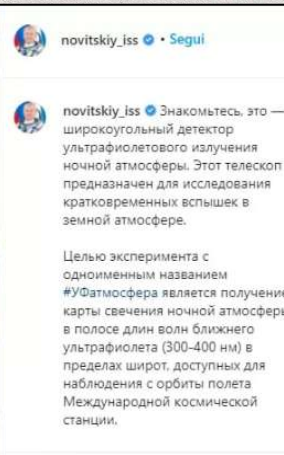 novitskiy_iss • Segui
novitskiy_iss Знакомьтесь, это —
широкоугольный детектор
ультрафиолетового излучения
ночной атмосферы. Этот телескоп
предназначен для исследования
кратковременных вспышек в
земной атмосфере.
Целью эксперимента с
одноименным названием
#УФатмосфера является получение
карты свечения ночной атмосферы
в полосе длин волн ближнего
ультрафиолета (300-400 нм) в
пределах широт, доступных для
наблюдения с орбиты полета
Международной космической
станции.